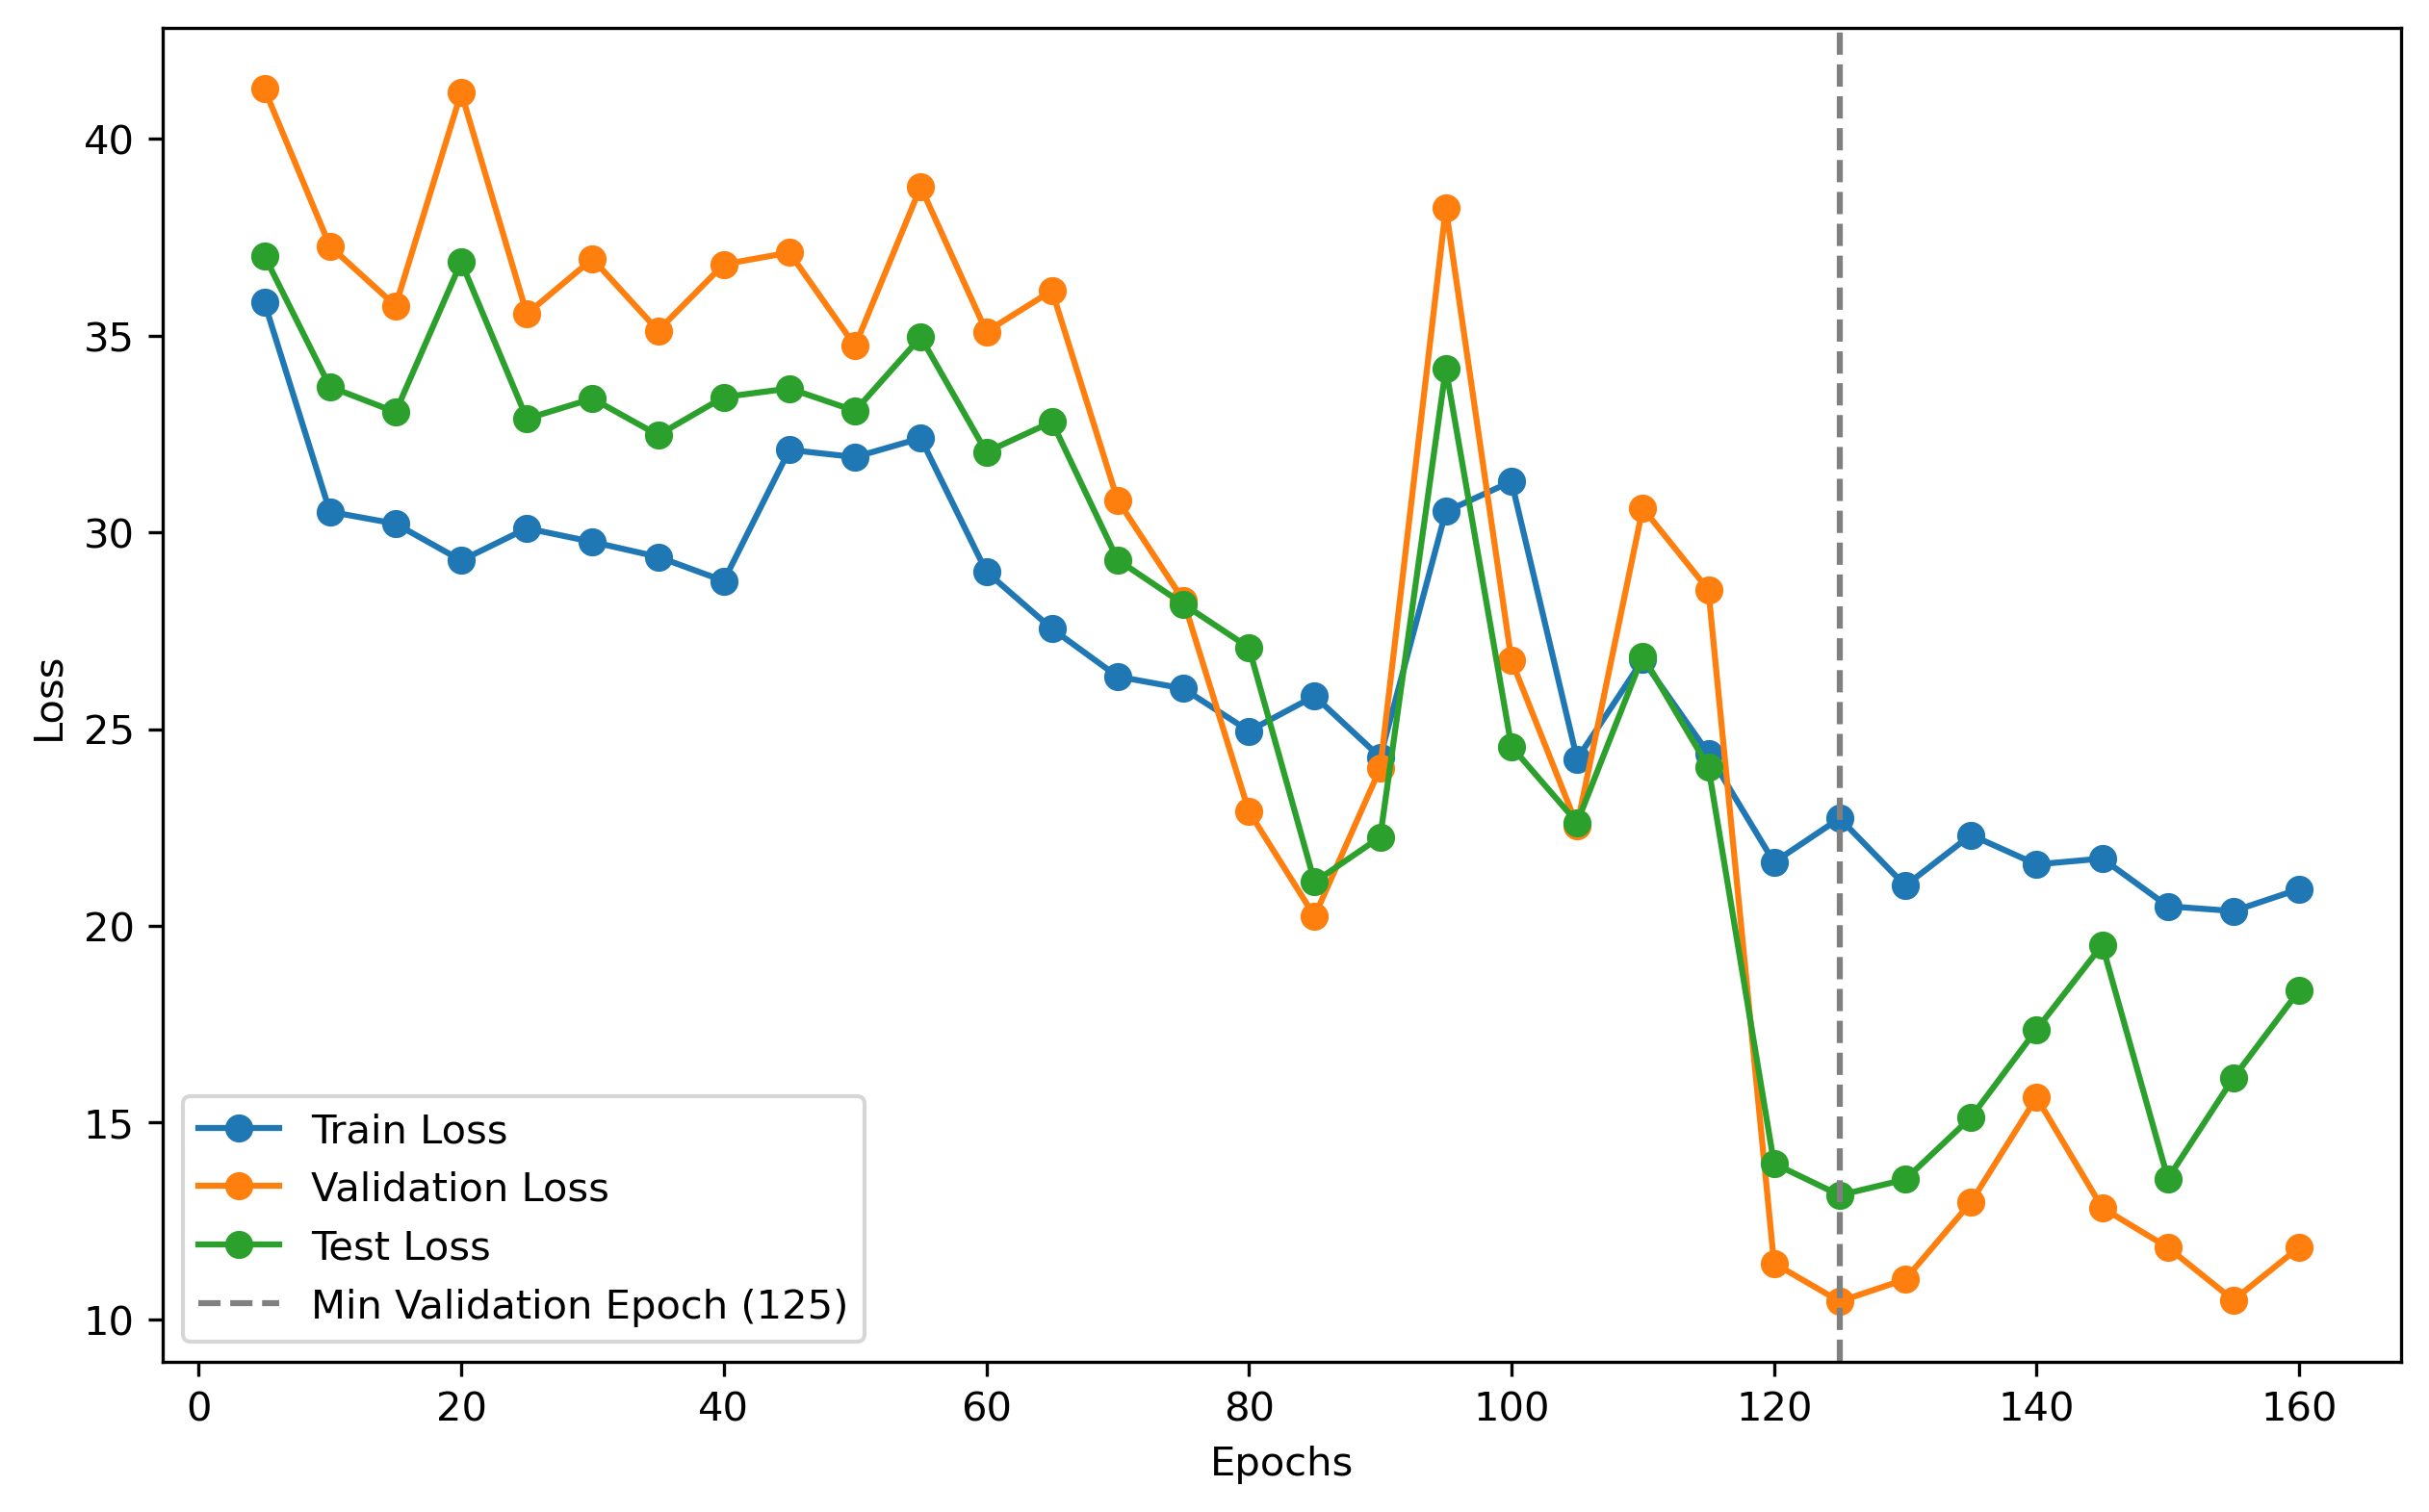 40
35
30
25
20
15
10
Loss
Train Loss
Validation Loss
Test Loss
Min Validation Epoch (125)
0 20 40 60 80 100 120 140 160
Epochs